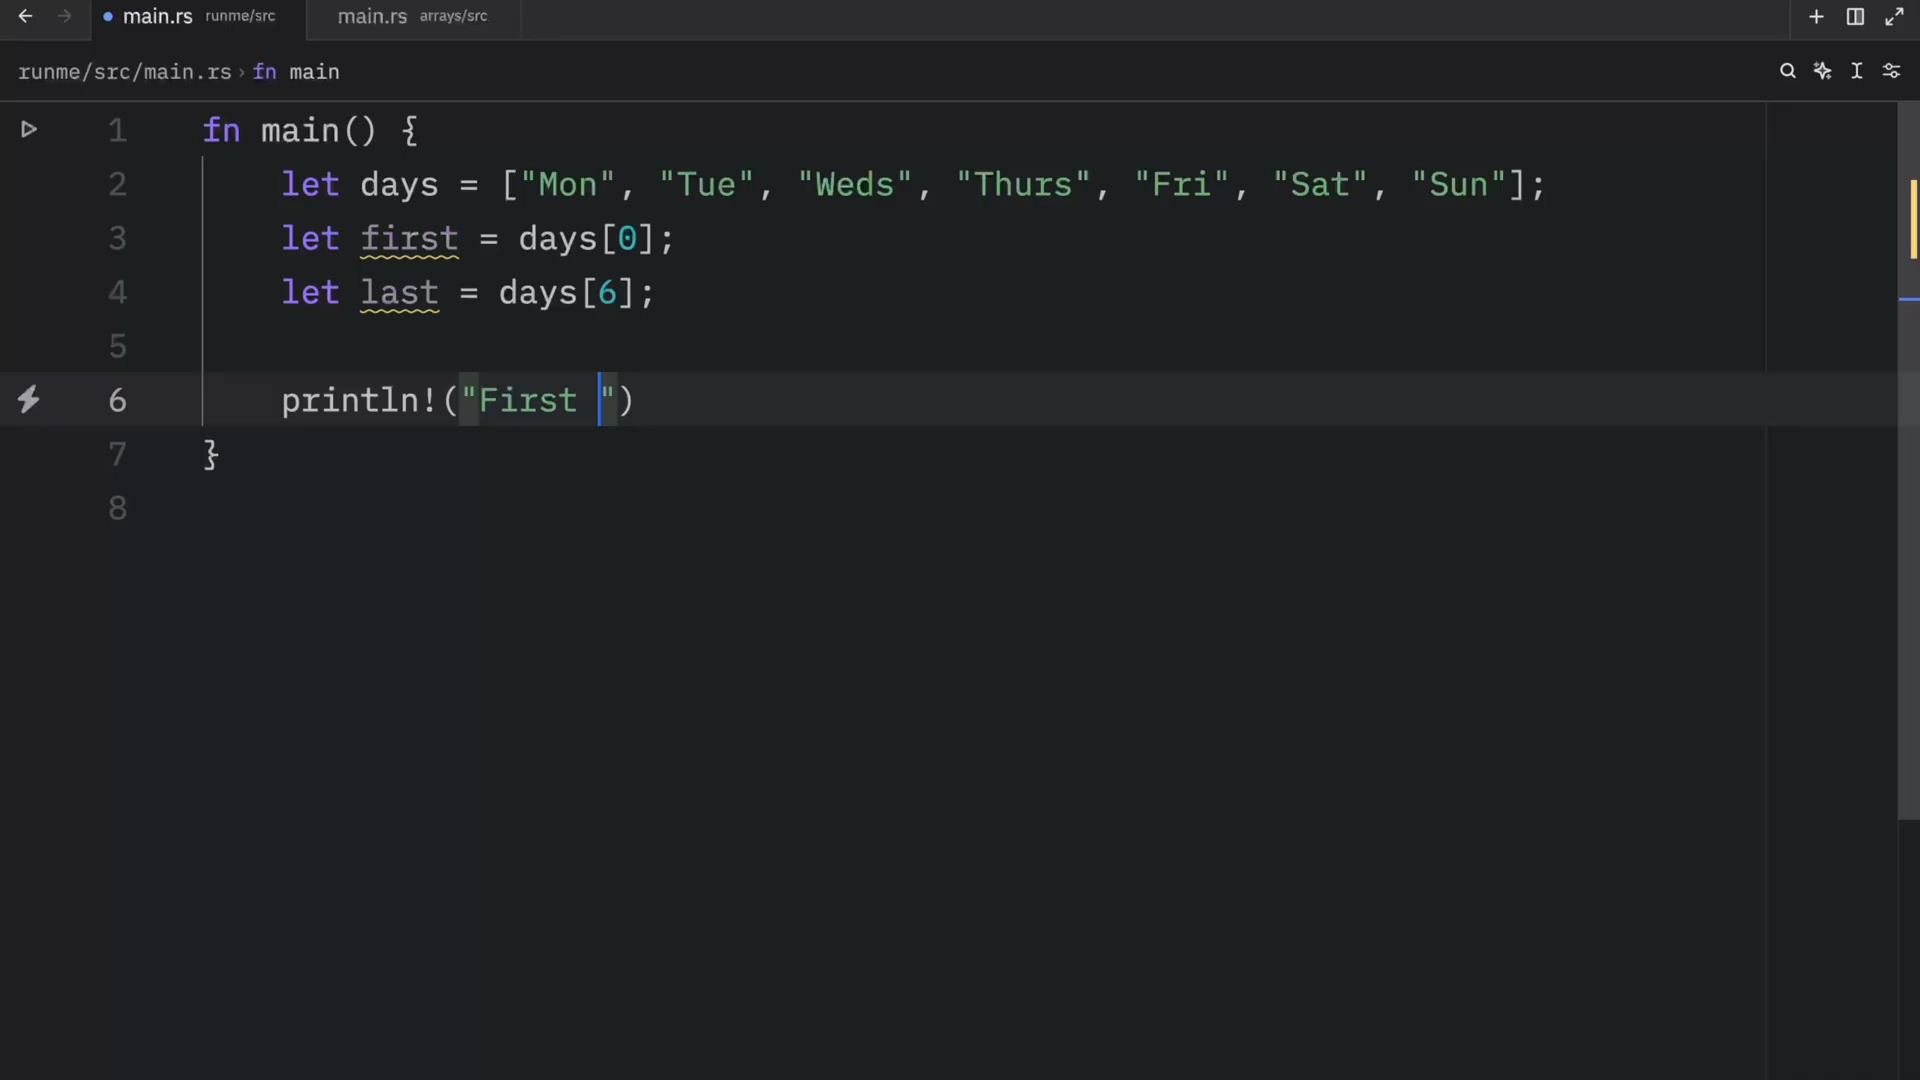 main.rs runme/src main.rs arrays/src
runme/src/main.rs › fn main
1 fn main() {
2 let days = ["Mon", "Tue", "Weds", "Thurs", "Fri", "Sat", "Sun"];
3 let first = days[0];
4 let last = days[6];
5
6 println!("First ")
7 }
8